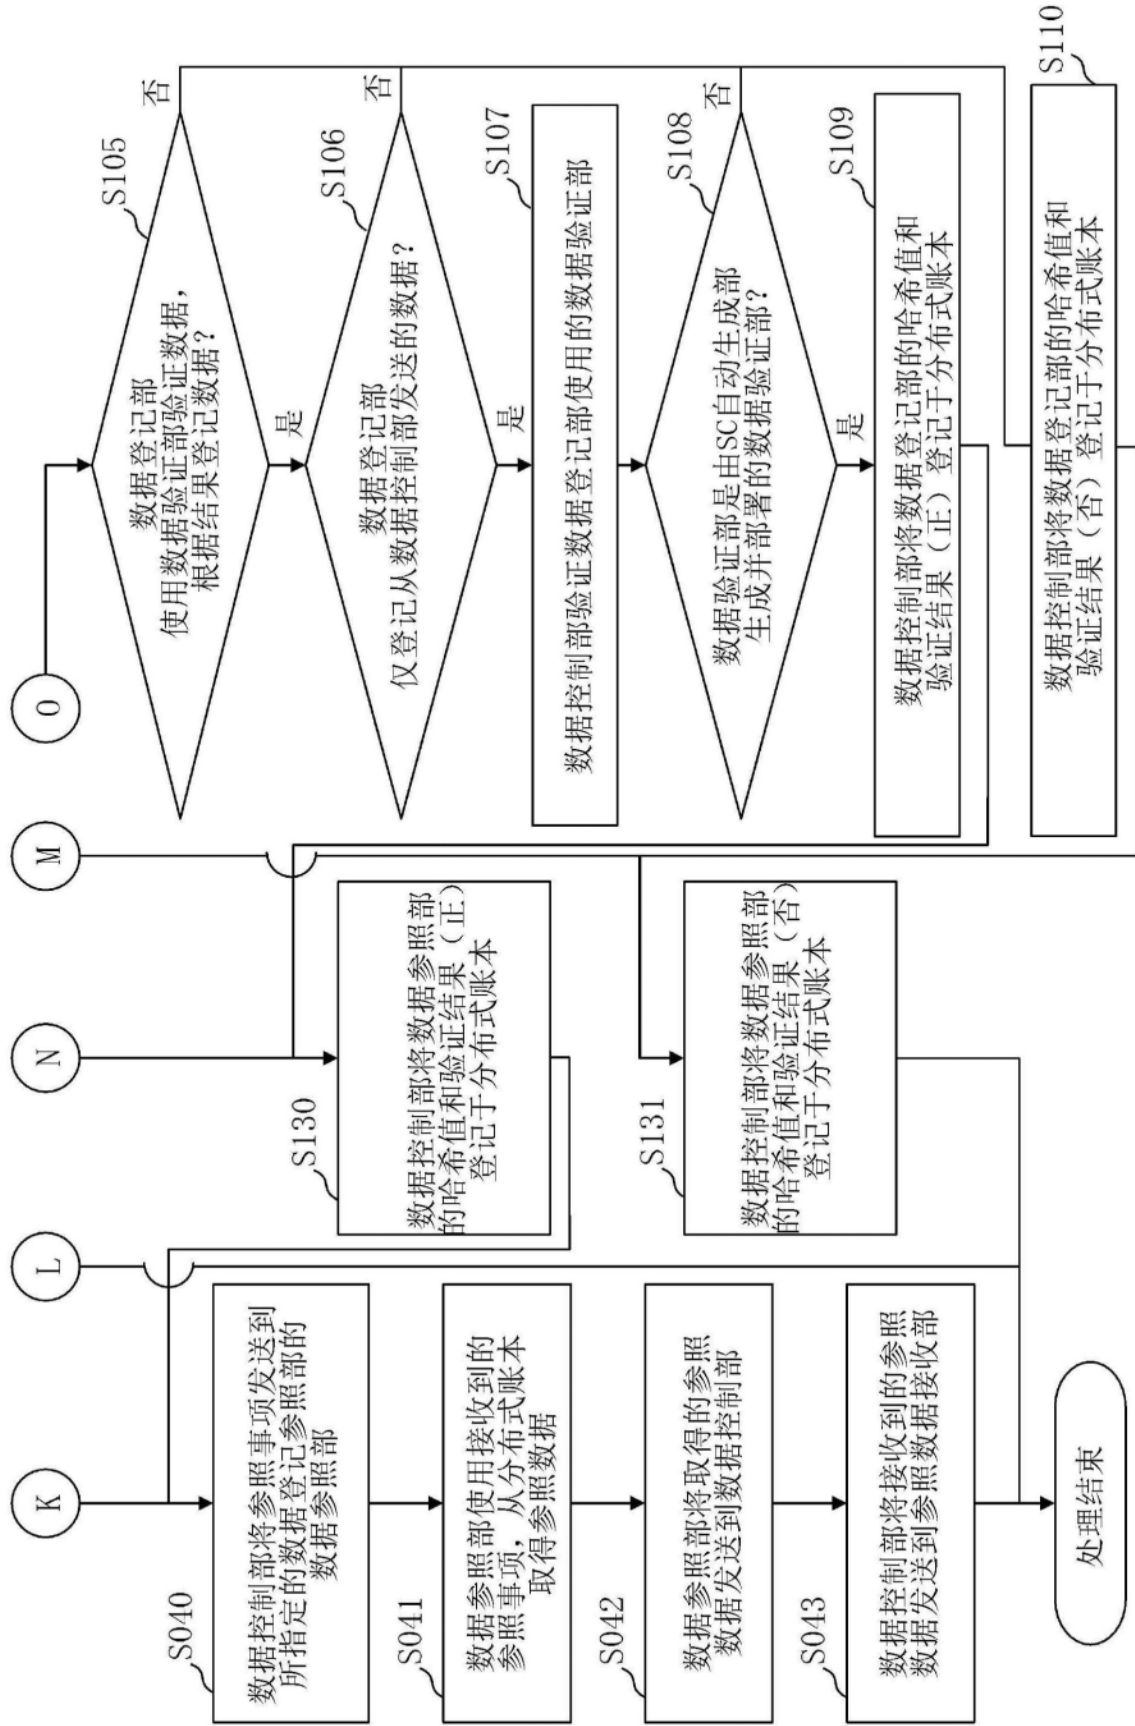 K
S040
数据控制部将参照事项发送到
所指定的数据登记参照部的
数据参照部
S041
数据参照部使用接收到的
参照事项，从分布式账本
取得参照数据
S042
数据参照部将取得的参照
数据发送到数据控制部
S043
数据控制部将接收到的参照
数据发送到参照数据接收部
处理结束
L
N
S130
数据控制部将数据参照部
的哈希值和验证结果（正）
登记于分布式账本
S131
数据控制部将数据参照部
的哈希值和验证结果（否）
登记于分布式账本
M
O
S105
数据登记部
使用数据验证部验证数据，
根据结果登记数据？
否
是
S106
数据登记部
仅登记从数据控制部发送的数据？
否
是
S107
数据控制部验证数据登记部使用的数据验证部
S108
数据验证部是由SC自动生成部
生成并部署的数据验证部？
否
是
S109
数据控制部将数据登记部的哈希值和
验证结果（正）登记于分布式账本
S110
数据控制部将数据登记部的哈希值和
验证结果（否）登记于分布式账本